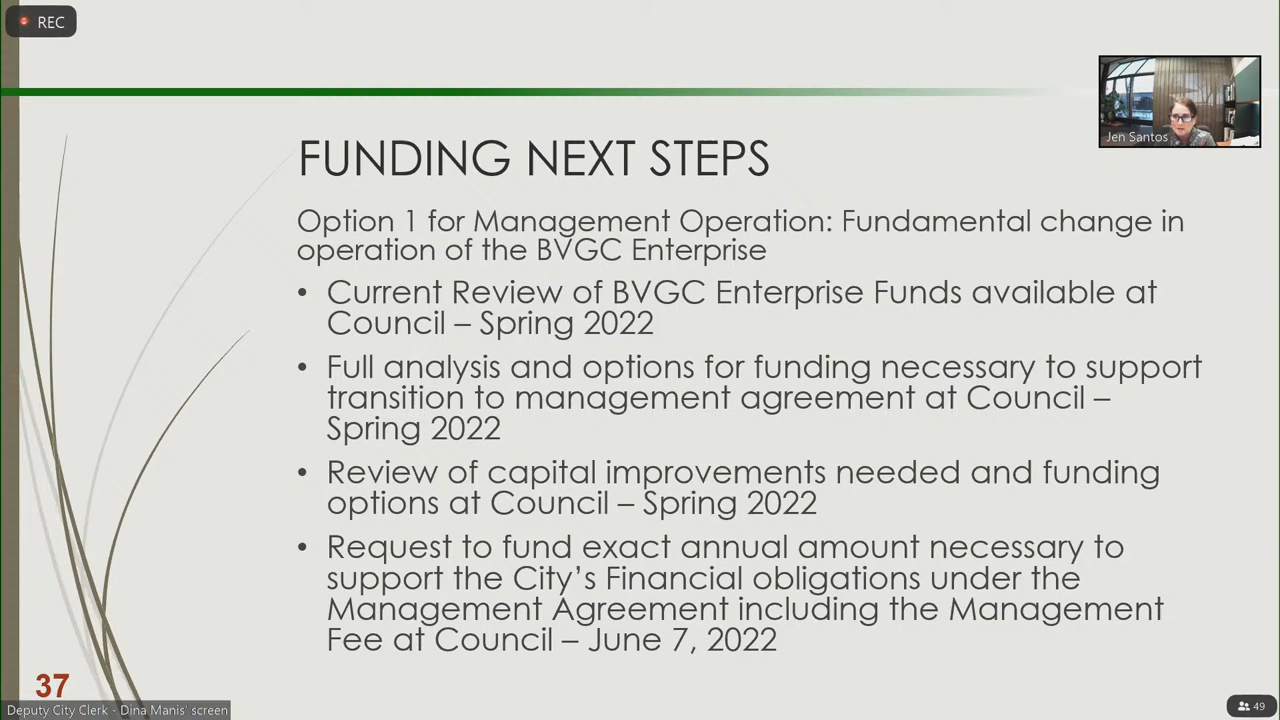 REC
Jen Santos
FUNDING NEXT STEPS
Option 1 for Management Operation: Fundamental change in
operation of the BVGC Enterprise
• Current Review of BVGC Enterprise Funds available at
Council – Spring 2022
• Full analysis and options for funding necessary to support
transition to management agreement at Council –
Spring 2022
• Review of capital improvements needed and funding
options at Council – Spring 2022
• Request to fund exact annual amount necessary to
support the City's Financial obligations under the
Management Agreement including the Management
Fee at Council – June 7, 2022
37
Deputy City Clerk - Dina Manis' screen
49